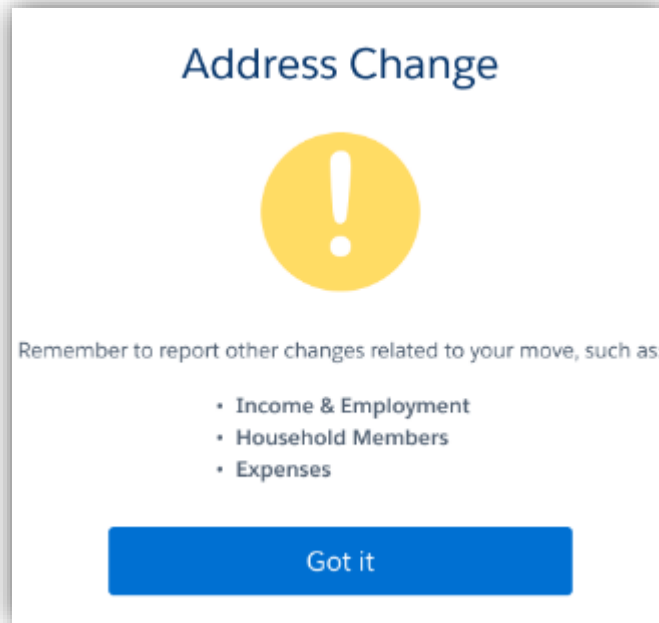 Address Change
Remember to report other changes related to your move, such as
• Income & Employment
• Household Members
• Expenses
Got it